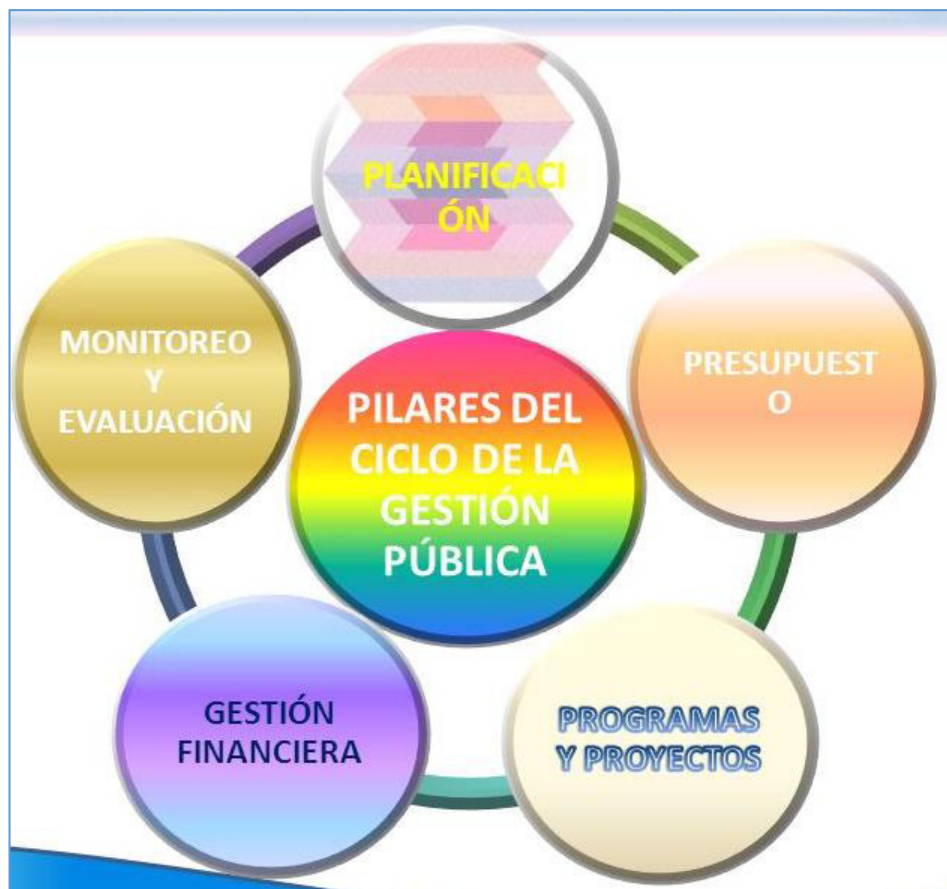 PLANIFICACI
ÓN
PRESUPUEST
O
MONITOREO
Y
EVALUACIÓN
PILARES DEL
CICLO DE LA
GESTIÓN
PÚBLICA
GESTIÓN
FINANCIERA
PROGRAMAS
Y PROYECTOS